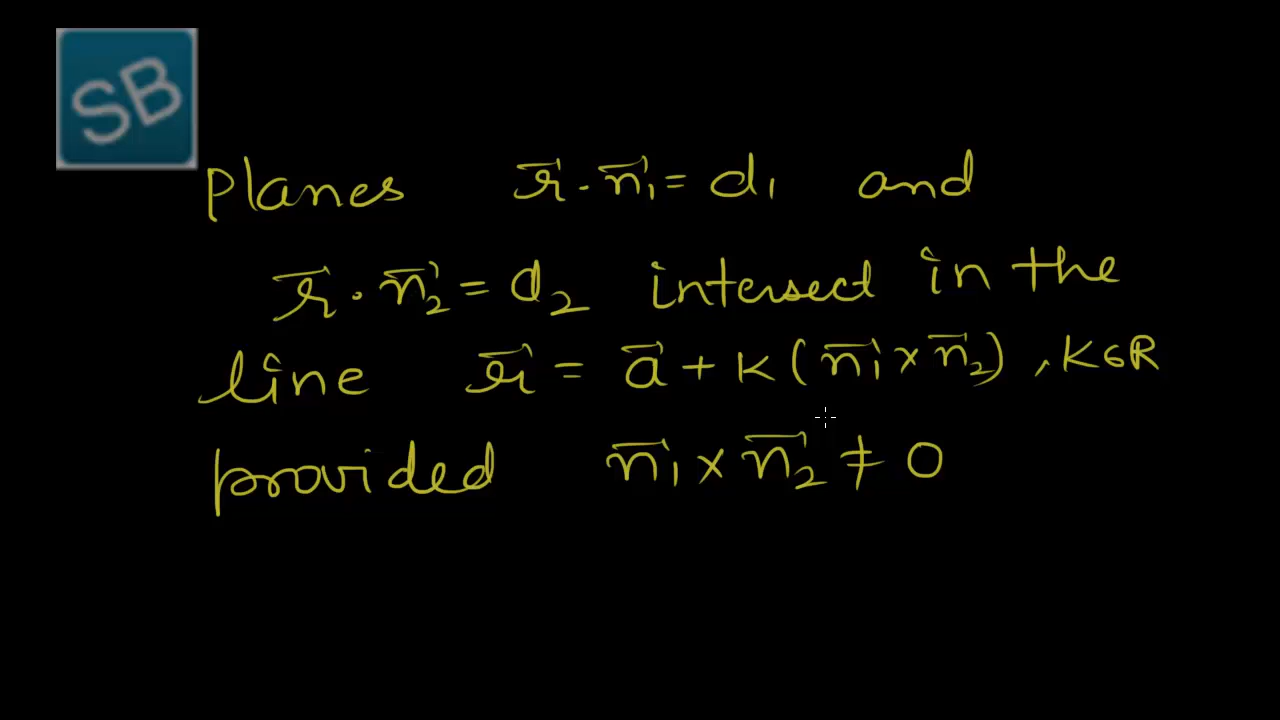 SB
Planes r⃗ · n⃗₁ = d₁ and
r⃗ · n⃗₂ = d₂ intersect in the
line r⃗ = a⃗ + K ( n⃗₁ × n⃗₂ ) , K ∈ R
provided n⃗₁ × n⃗₂ ≠ 0